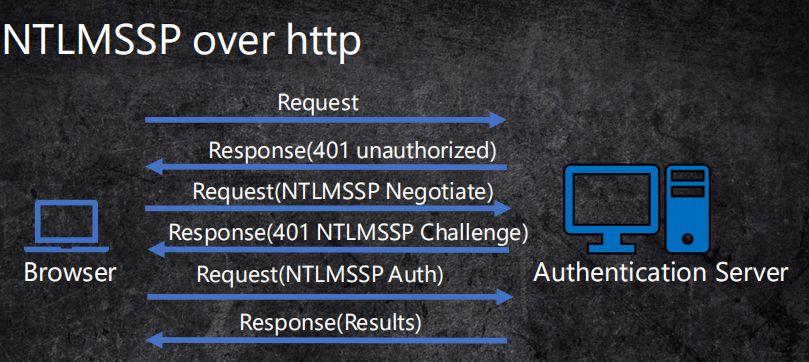 NTLMSSP over http
Request
Response(401 unauthorized)
Request(NTLMSSP Negotiate)
Response(401 NTLMSSP Challenge)
Browser
Request(NTLMSSP Auth)
Authentication Server
Response(Results)